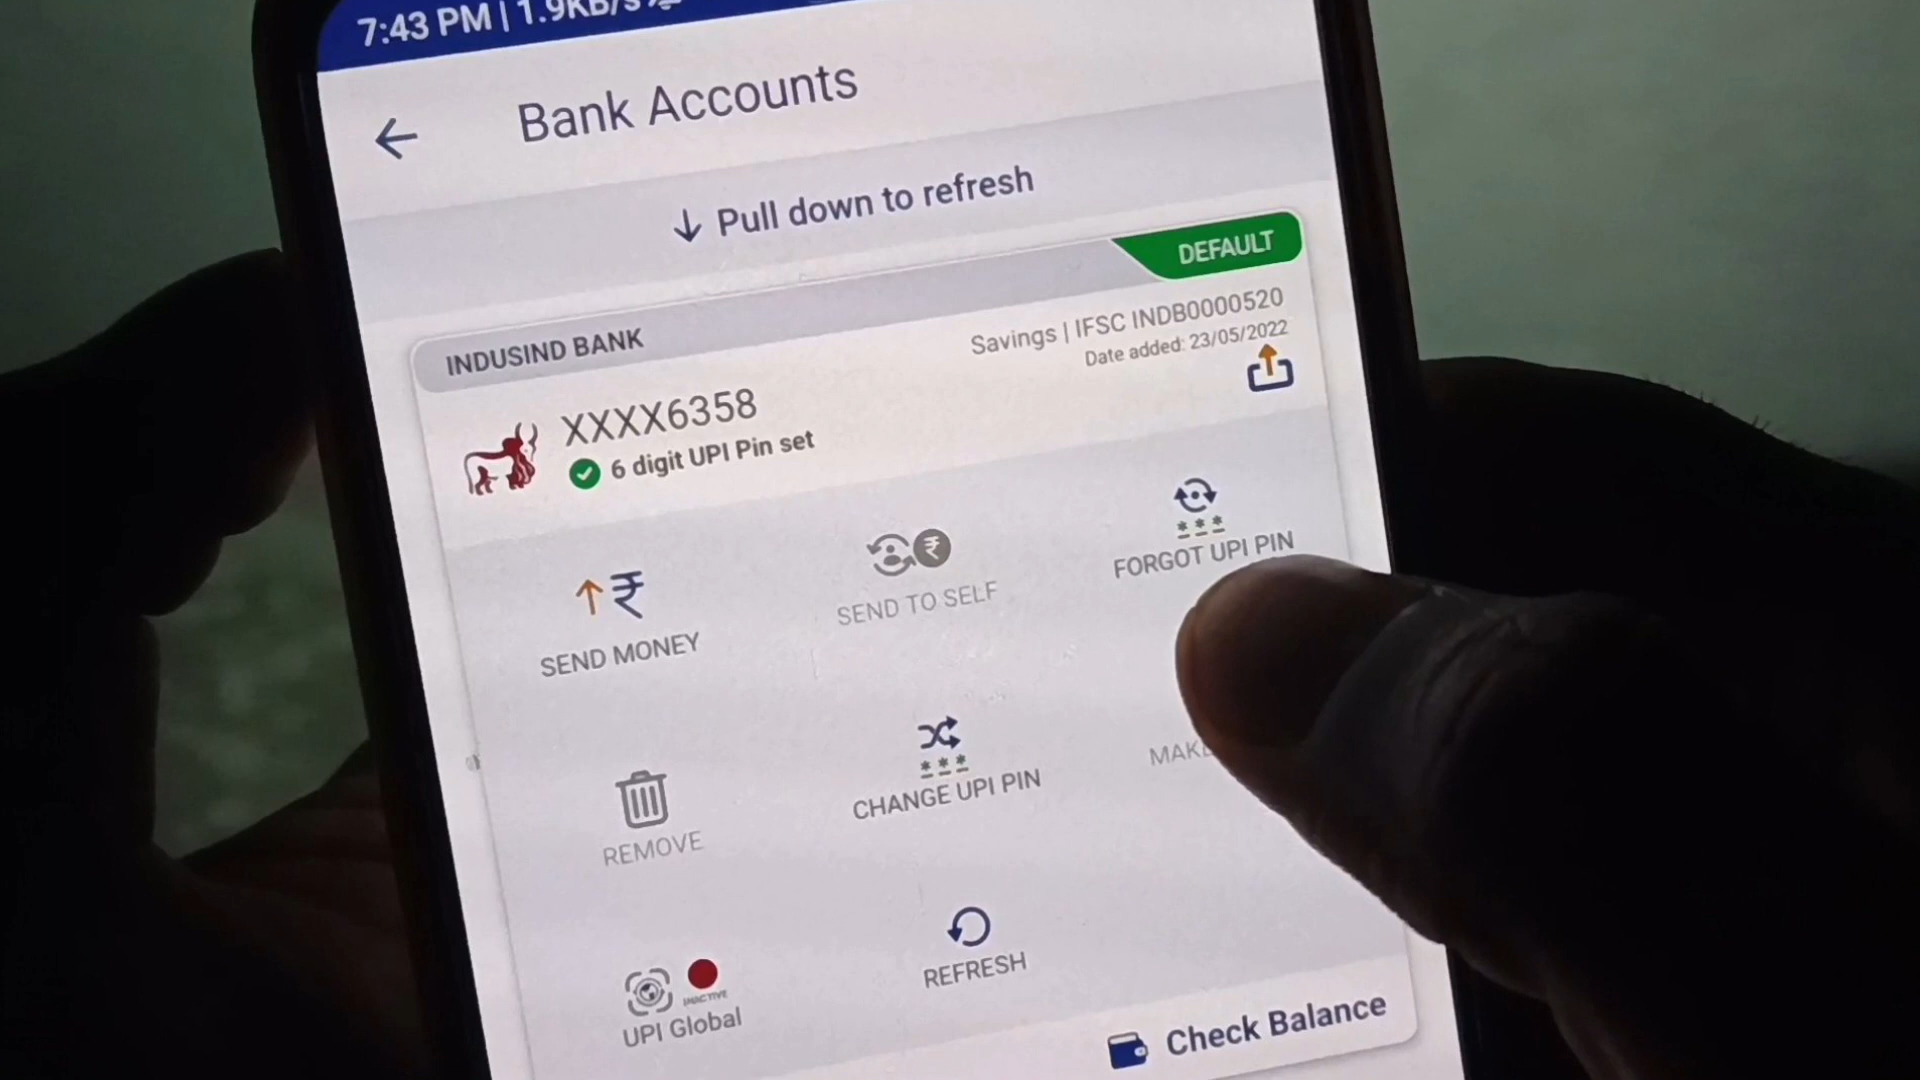 7:43 PM | 1.9KB/s
Bank Accounts
↓ Pull down to refresh
DEFAULT
INDUSIND BANK
Savings | IFSC INDB0000520
Date added: 23/05/2022
XXXX6358
6 digit UPI Pin set
SEND MONEY
SEND TO SELF
FORGOT UPI PIN
REMOVE
CHANGE UPI PIN
INACTIVE
UPI Global
REFRESH
Check Balance